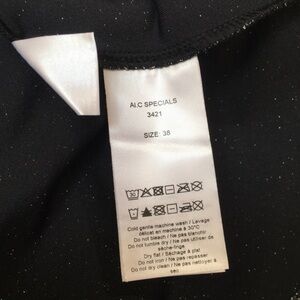 ALC SPECIALS
3421
SIZE: 38
Cold gentle machine wash / Lavage
délicat en machine à 30°C
Do not bleach / Ne pas blanchir
Do not tumble dry / Ne pas utiliser de
sèche-linge
Dry flat / Sécher à plat
Do not iron / Ne pas repasser
Do not dry clean / Ne pas nettoyer à
sec